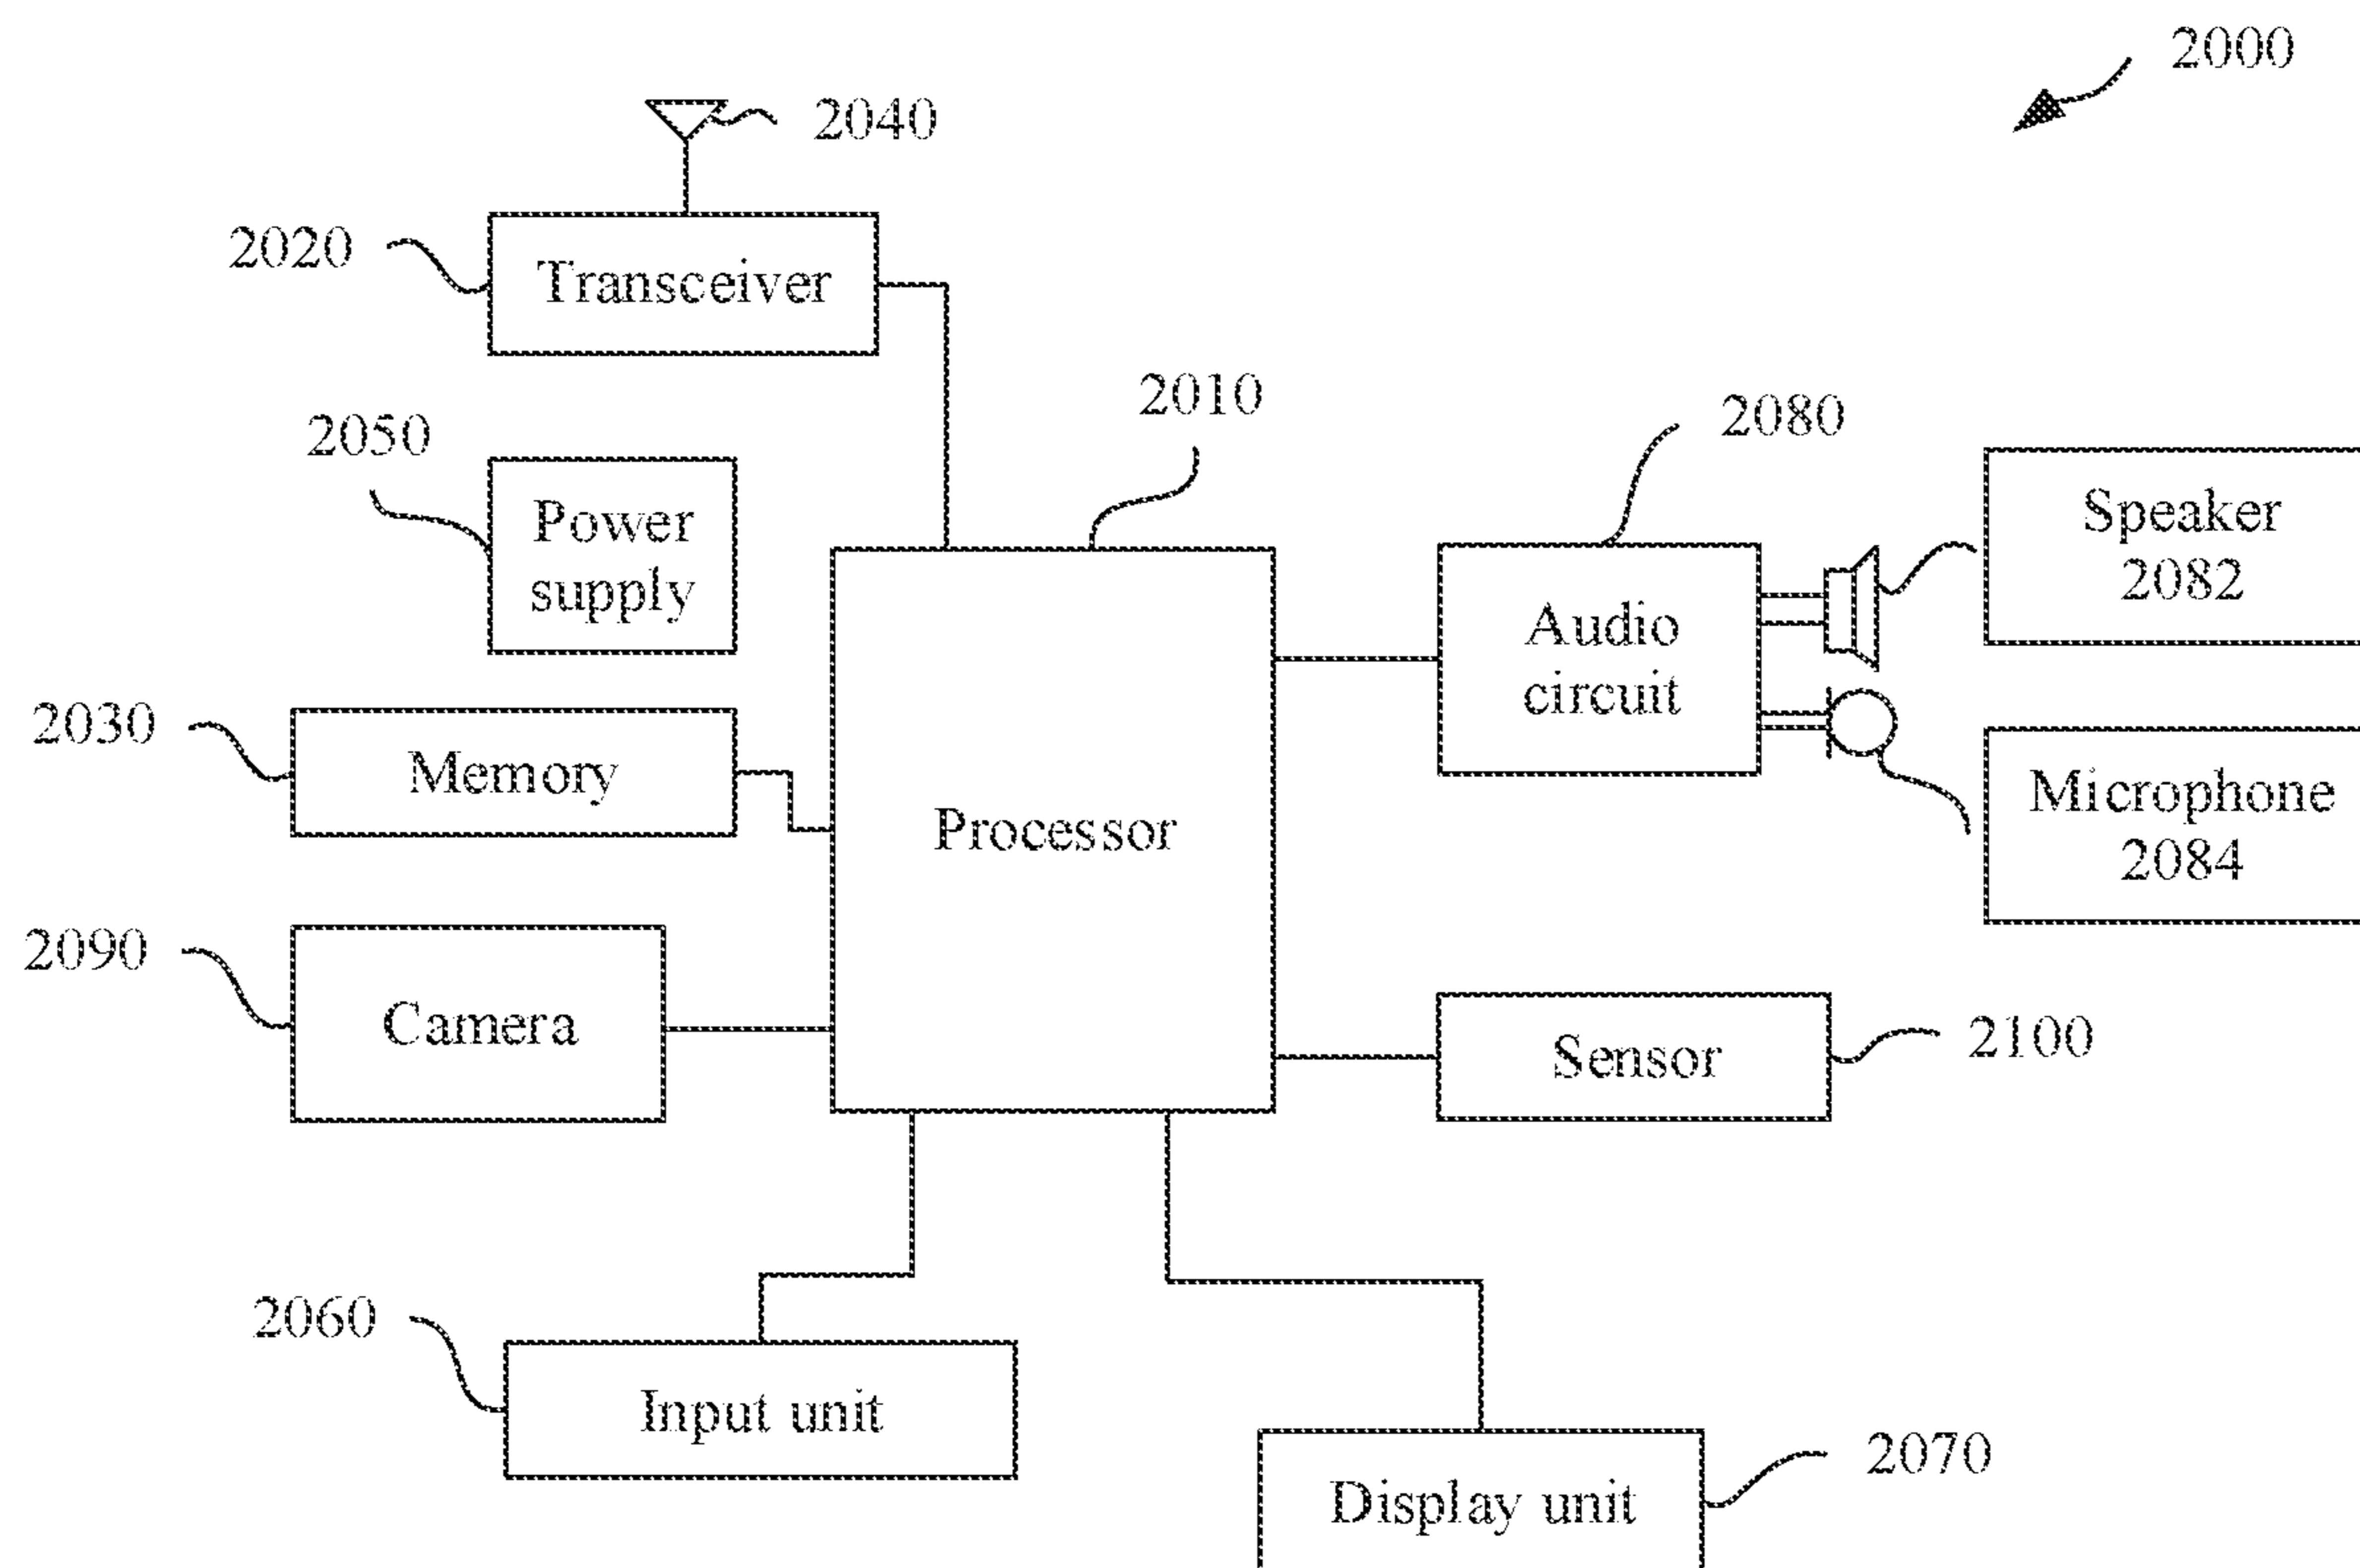 2000
2040
2020
Transceiver
2010
2080
2050
Power
supply
Speaker
2082
Audio
circuit
2030
Memory
Processor
Microphone
2084
2090
Camera
Sensor
2100
2060
Input unit
2070
Display unit